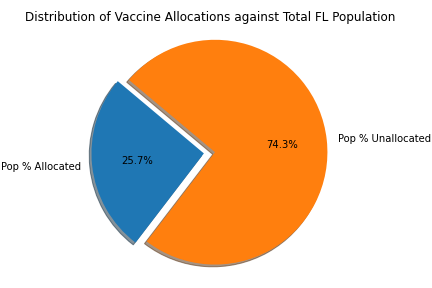 Distribution of Vaccine Allocations against Total FL Population
Pop % Unallocated
74.3%
25.7%
Pop % Allocated